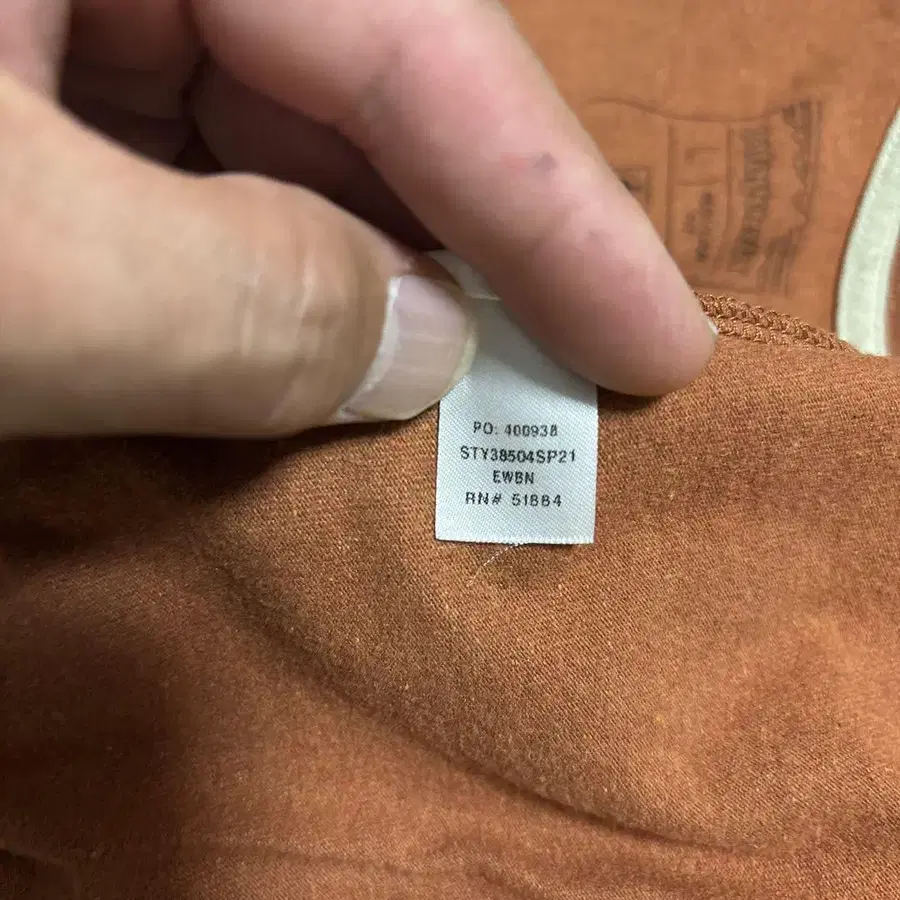 PO: 400938
STY38504SP21
EWBN
RN# 51884
L